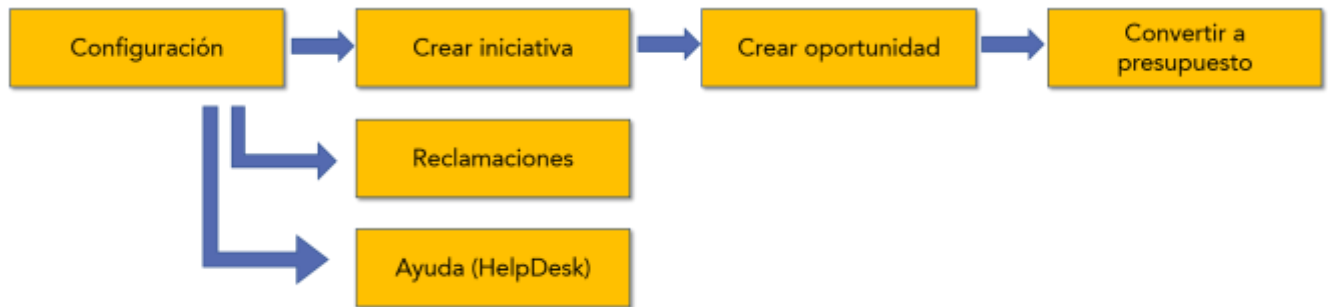 Configuración
Crear iniciativa
Crear oportunidad
Convertir a
presupuesto
Reclamaciones
Ayuda (HelpDesk)